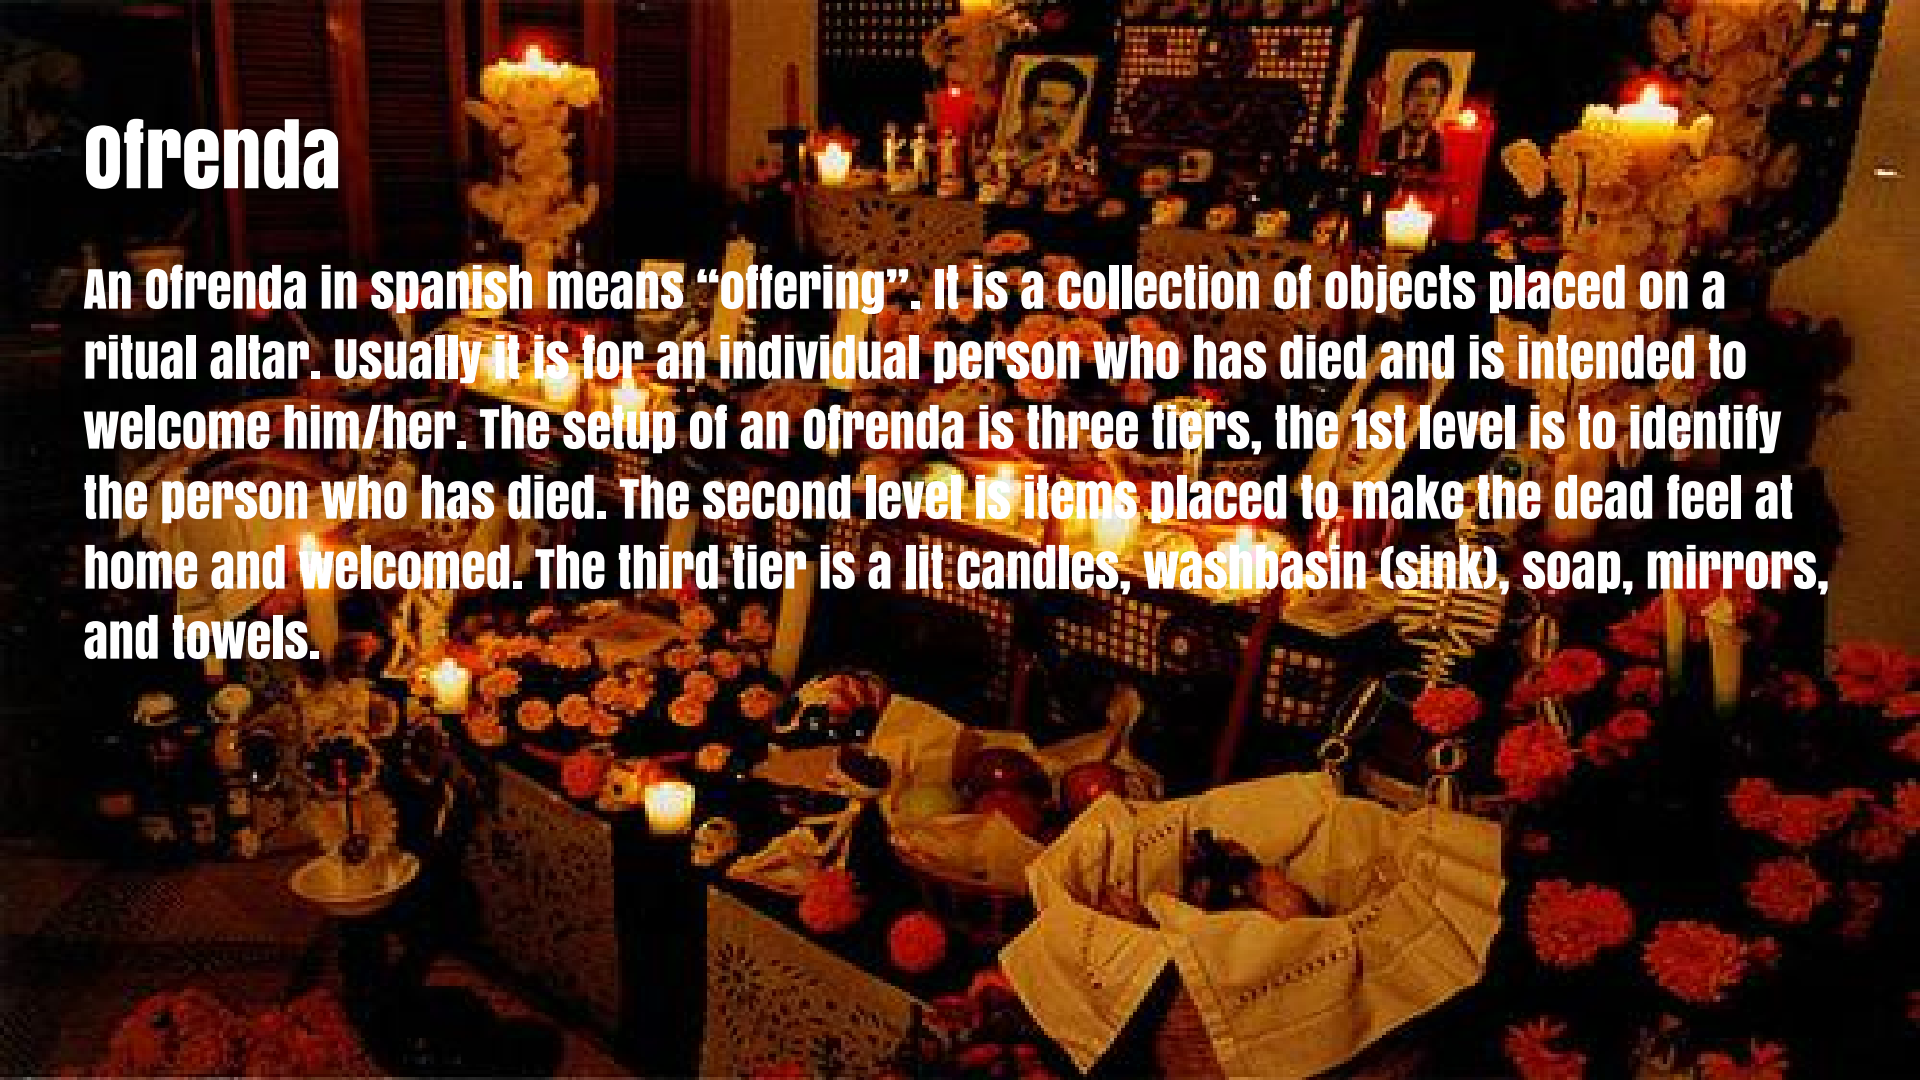 Ofrenda
An Ofrenda in spanish means “offering”. It is a collection of objects placed on a
ritual altar. Usually it is for an individual person who has died and is intended to
welcome him/her. The setup of an Ofrenda is three tiers, the 1st level is to identify
the person who has died. The second level is items placed to make the dead feel at
home and welcomed. The third tier is a lit candles, washbasin (sink), soap, mirrors,
and towels.